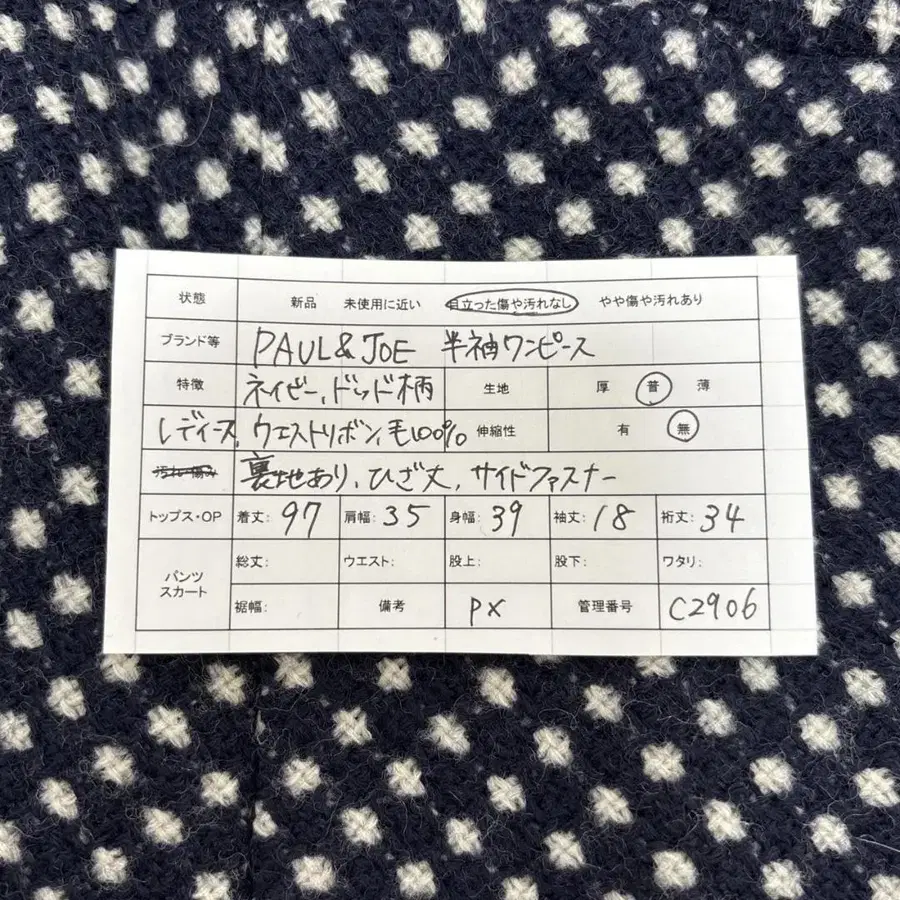 状態 新品 未使用に近い 目立った傷や汚れなし やや傷や汚れあり
ブランド等 PAUL&JOE 半袖ワンピース
特徴 ネイビー、ドッド柄 生地 厚 普 薄
レディース、ウエストリボン、毛100% 伸縮性 有 無
汚れ・傷み 裏地あり、ひざ丈、サイドファスナー
トップス・OP 着丈: 97 肩幅: 35 身幅: 39 袖丈: 18 裄丈: 34
パンツ スカート 総丈: ウエスト: 股上: 股下: ワタリ:
裾幅: 備考 PX 管理番号 C2906